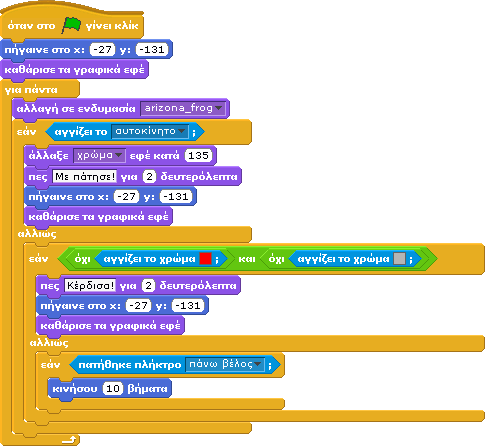 όταν στο γίνει κλίκ
πήγαινε στο x: -27 y: -131
καθάρισε τα γραφικά εφέ
για πάντα
αλλαγή σε ενδυμασία arizona_frog
εάν αγγίζει το αυτοκίνητο ;
άλλαξε χρώμα εφέ κατά 135
πες Με πάτησε! για 2 δευτερόλεπτα
πήγαινε στο x: -27 y: -131
καθάρισε τα γραφικά εφέ
αλλιώς
εάν όχι αγγίζει το χρώμα ; και όχι αγγίζει το χρώμα ;
πες Κέρδισα! για 2 δευτερόλεπτα
πήγαινε στο x: -27 y: -131
καθάρισε τα γραφικά εφέ
αλλιώς
εάν πατήθηκε πλήκτρο πάνω βέλος ;
κινήσου 10 βήματα